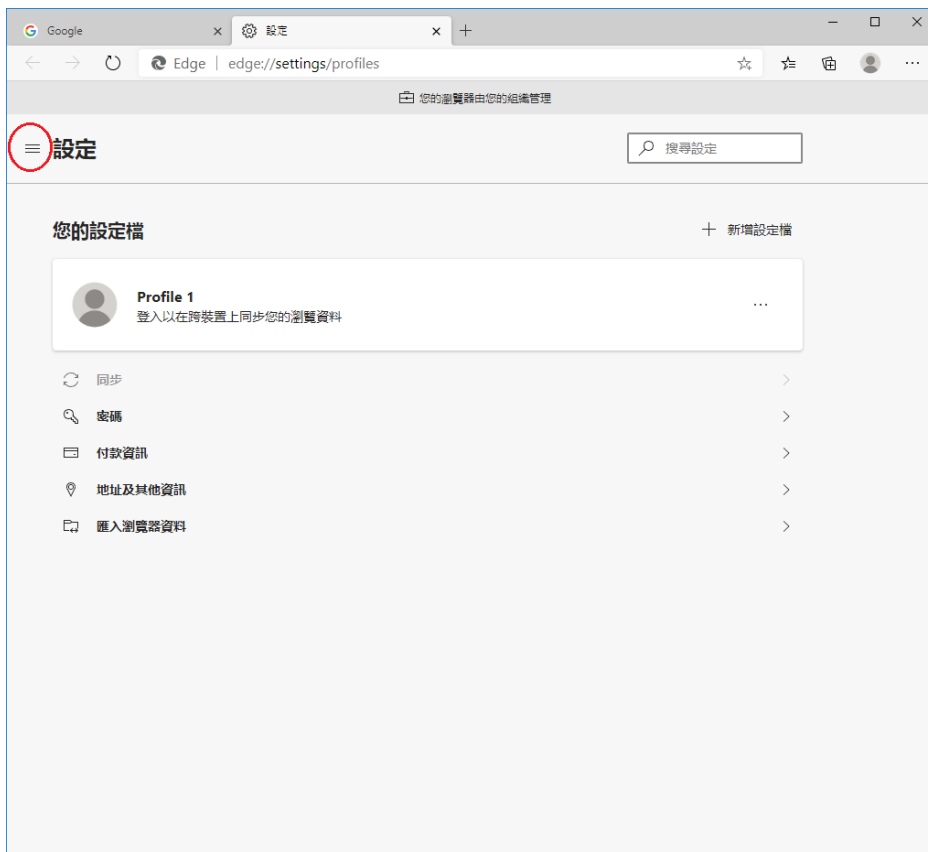 Google
設定
Edge | edge://settings/profiles
您的瀏覽器由您的組織管理
設定
搜尋設定
您的設定檔
新增設定檔
Profile 1
登入以在跨裝置上同步您的瀏覽資料
同步
密碼
付款資訊
地址及其他資訊
匯入瀏覽器資料